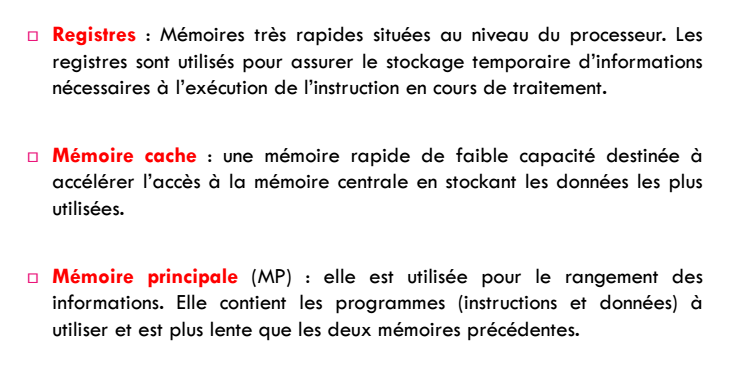 □ Registres : Mémoires très rapides situées au niveau du processeur. Les
registres sont utilisés pour assurer le stockage temporaire d’informations
nécessaires à l’exécution de l’instruction en cours de traitement.
□ Mémoire cache : une mémoire rapide de faible capacité destinée à
accélérer l’accès à la mémoire centrale en stockant les données les plus
utilisées.
□ Mémoire principale (MP) : elle est utilisée pour le rangement des
informations. Elle contient les programmes (instructions et données) à
utiliser et est plus lente que les deux mémoires précédentes.